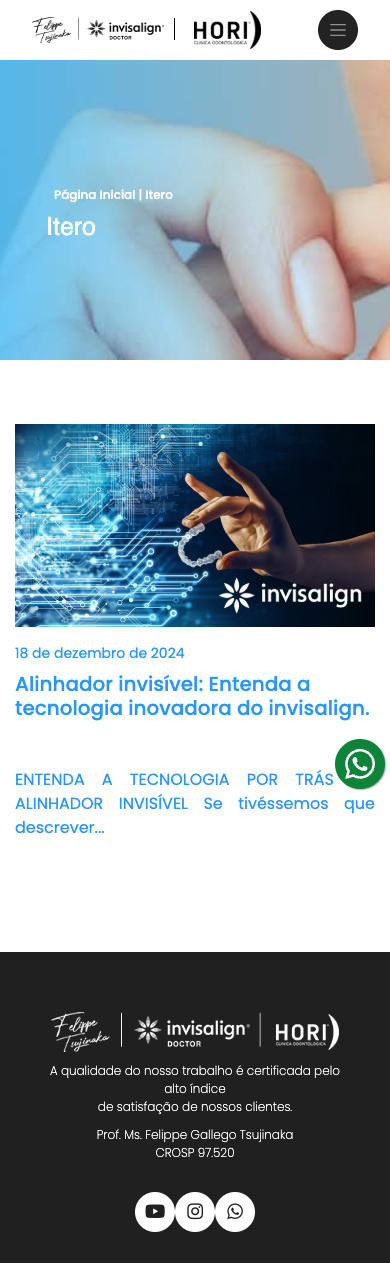 Felippe
Tsujinaka
invisalign
DOCTOR
HORI
CLÍNICA ODONTOLÓGICA
Página Inicial | Itero
Itero
invisalign
18 de dezembro de 2024
Alinhador invisível: Entenda a
tecnologia inovadora do invisalign.
ENTENDA A TECNOLOGIA POR TRÁS
ALINHADOR INVISÍVEL Se tivéssemos que
descrever...
Felippe
Tsujinaka
invisalign
DOCTOR
HORI
CLÍNICA ODONTOLÓGICA
A qualidade do nosso trabalho é certificada pelo
alto índice
de satisfação de nossos clientes.
Prof. Ms. Felippe Gallego Tsujinaka
CROSP 97.520